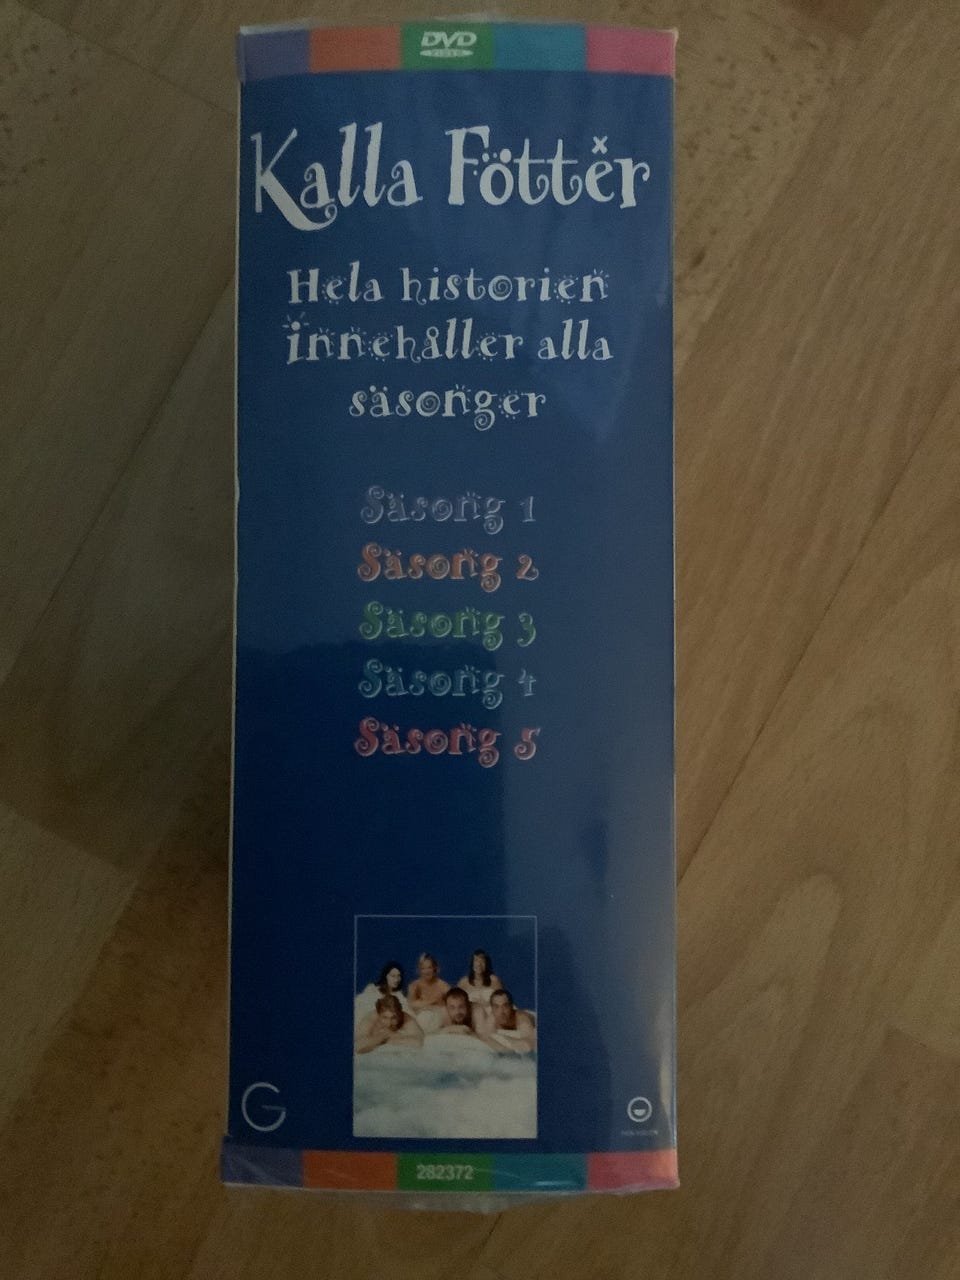 DVD
VIDEO
Kalla Fötter
Hela historien
innehåller alla
säsonger
Säsong 1
Säsong 2
Säsong 3
Säsong 4
Säsong 5
G
282372